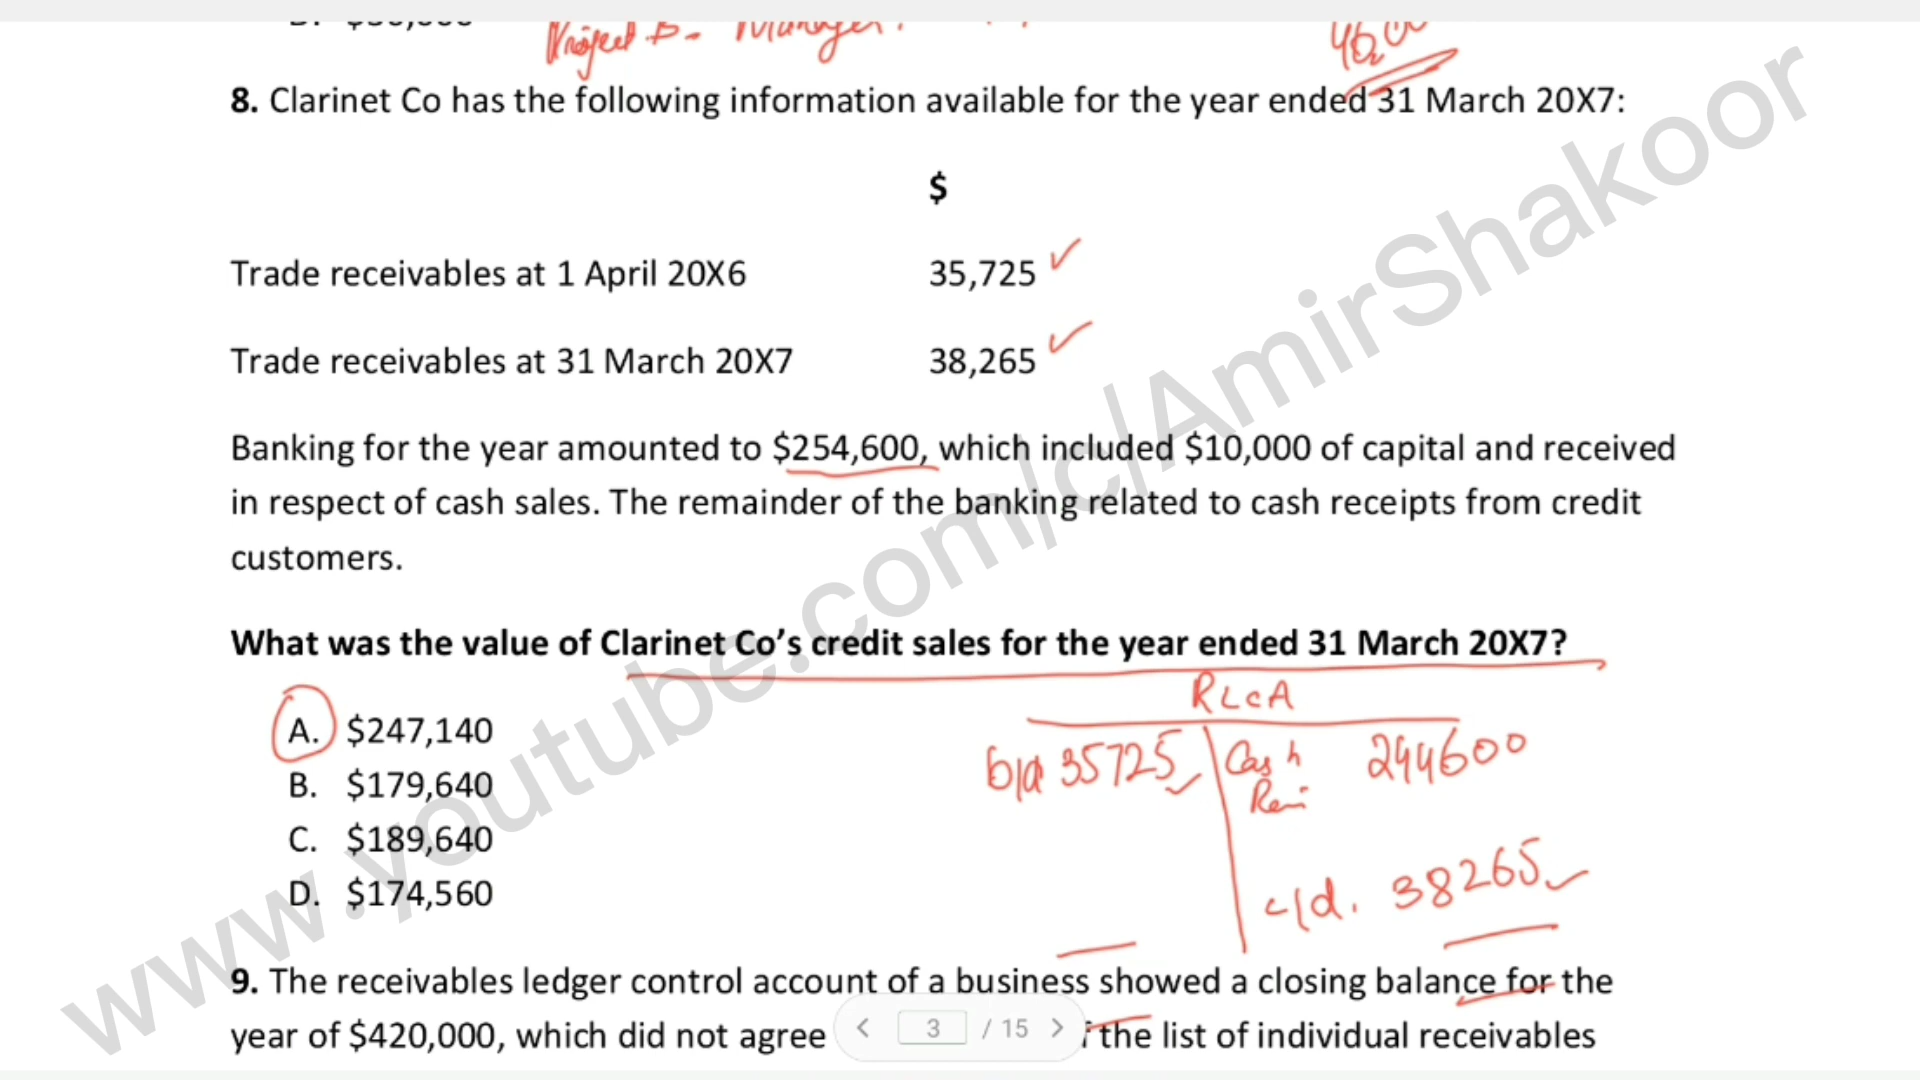 Project B - Manager.
8. Clarinet Co has the following information available for the year ended 31 March 20X7:
$
Trade receivables at 1 April 20X6 35,725
Trade receivables at 31 March 20X7 38,265
Banking for the year amounted to $254,600, which included $10,000 of capital and received
in respect of cash sales. The remainder of the banking related to cash receipts from credit
customers.
What was the value of Clarinet Co’s credit sales for the year ended 31 March 20X7?
RLCA
A. $247,140
b/d 35725 Cash 244600
B. $179,640
C. $189,640
D. $174,560
c/d. 38265
9. The receivables ledger control account of a business showed a closing balance for the
year of $420,000, which did not agree
the list of individual receivables
3 / 15
www.youtube.com/c/AmirShakoor